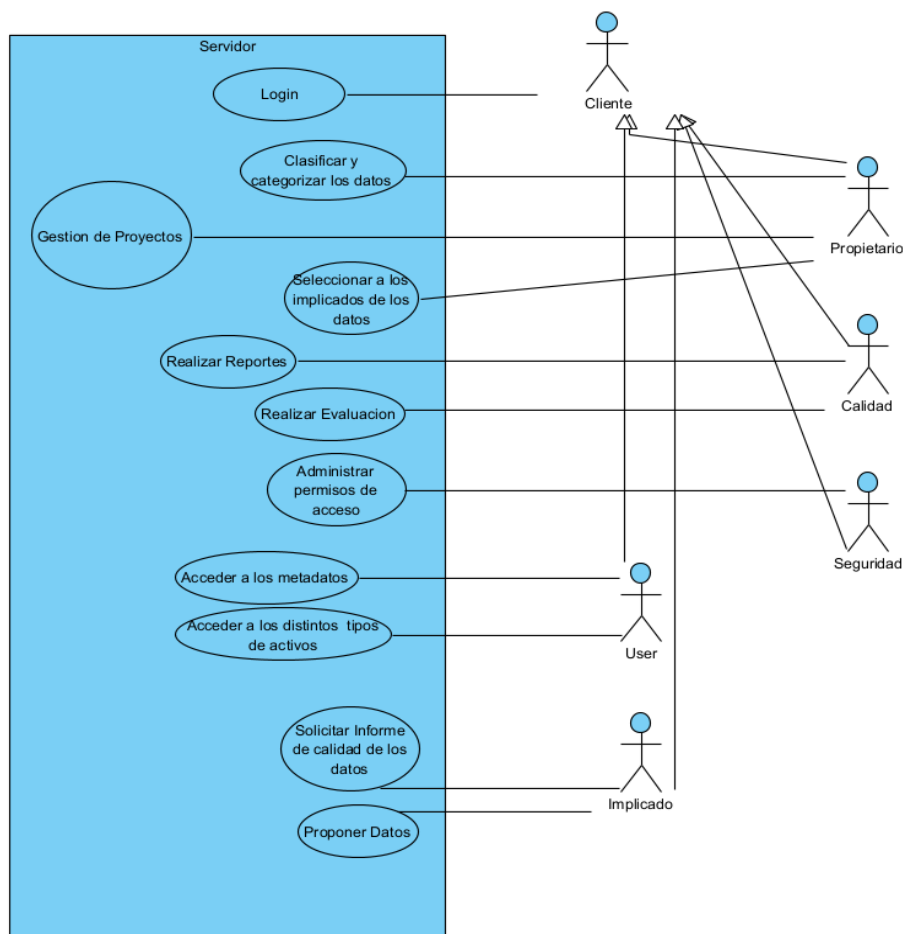 Servidor
Cliente
Login
Clasificar y
categorizar los datos
Propietario
Gestion de Proyectos
Seleccionar a los
implicados de los
datos
Realizar Reportes
Calidad
Realizar Evaluacion
Administrar
permisos de
acceso
Seguridad
Acceder a los metadatos
Acceder a los distintos tipos
de activos
User
Solicitar Informe
de calidad de los
datos
Implicado
Proponer Datos